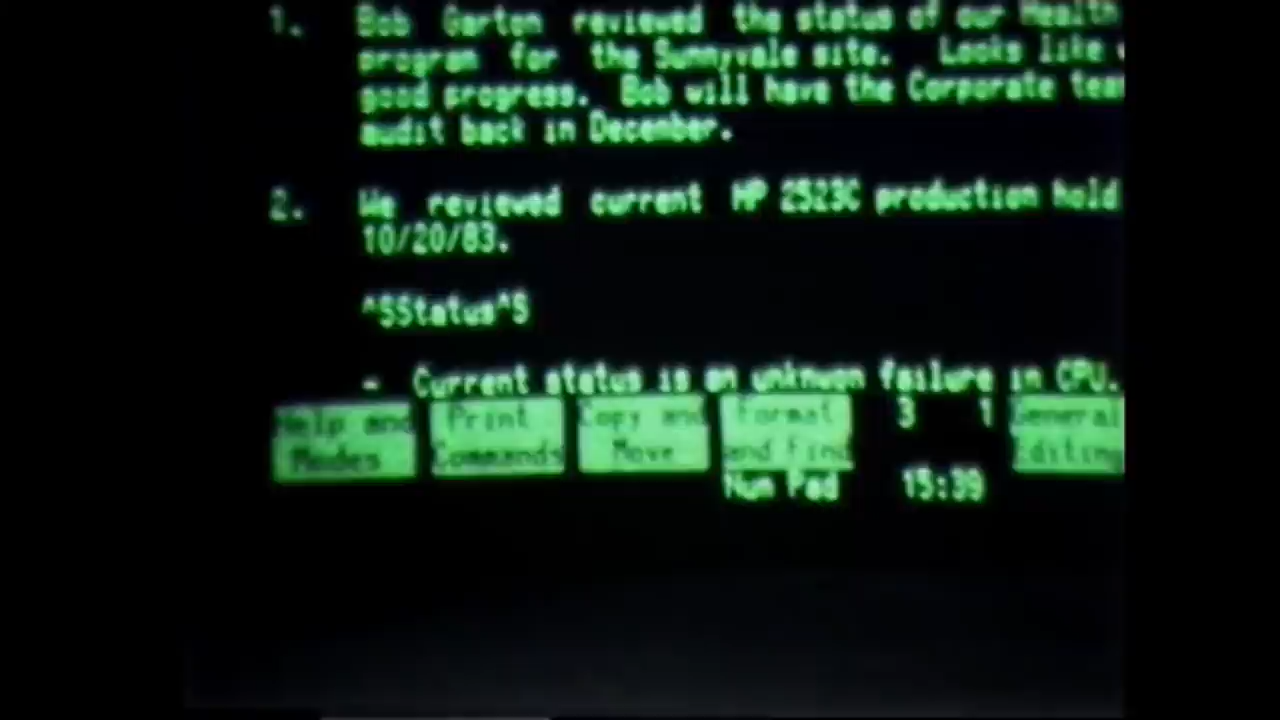 1. Bob Garton reviewed the status of our Health
program for the Sunnyvale site. Looks like
good progress. Bob will have the Corporate team
audit back in December.
2. We reviewed current HP 2523C production hold
10/20/83.
^SStatus^S
- Current status is an unknwon failure in CPU.
Help and Modes
Print Commands
Copy and Move
Format and Find
3 1
General Editing
Num Pad 15:39